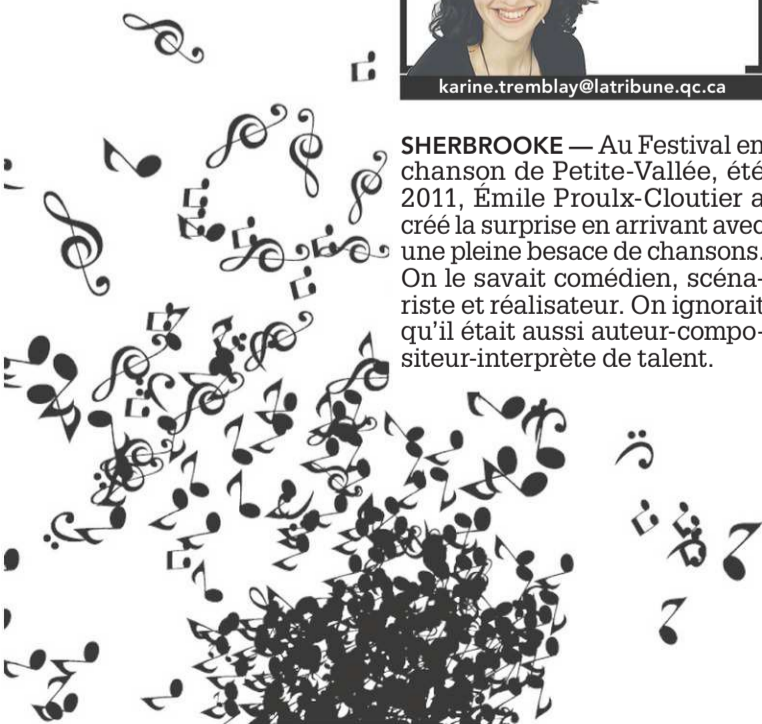 karine.tremblay@latribune.qc.ca
SHERBROOKE — Au Festival en
chanson de Petite-Vallée, été
2011, Émile Proulx-Cloutier a
créé la surprise en arrivant avec
une pleine besace de chansons.
On le savait comédien, scéna-
riste et réalisateur. On ignorait
qu'il était aussi auteur-compo-
siteur-interprète de talent.